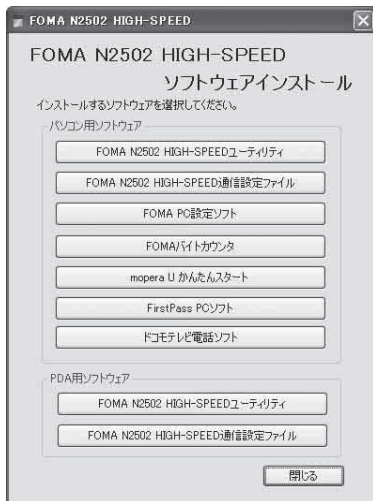 FOMA N2502 HIGH-SPEED
FOMA N2502 HIGH-SPEED
ソフトウェアインストール
インストールするソフトウェアを選択してください。
パソコン用ソフトウェア
FOMA N2502 HIGH-SPEEDユーティリティ
FOMA N2502 HIGH-SPEED通信設定ファイル
FOMA PC設定ソフト
FOMAバイトカウンタ
mopera U かんたんスタート
FirstPass PCソフト
ドコモテレビ電話ソフト
PDA用ソフトウェア
FOMA N2502 HIGH-SPEEDユーティリティ
FOMA N2502 HIGH-SPEED通信設定ファイル
閉じる